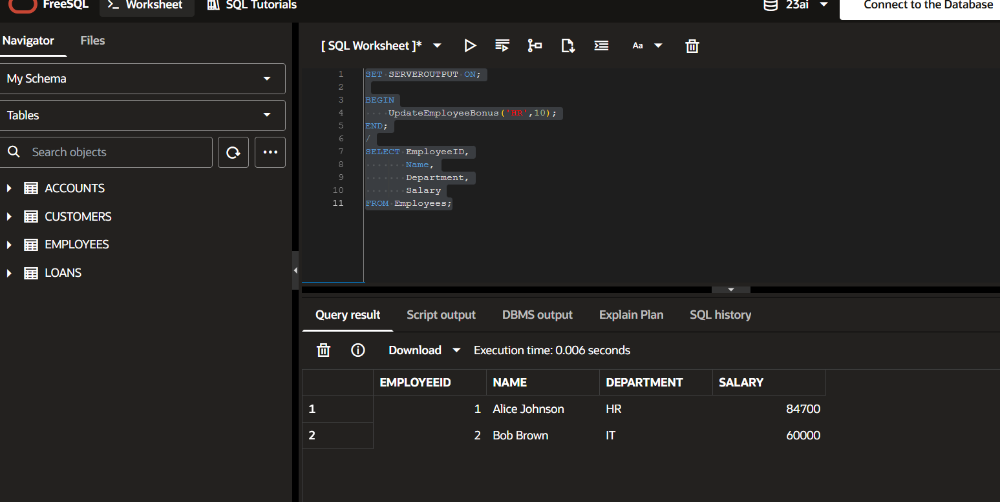 FreeSQL
Worksheet
SQL Tutorials
23ai
Connect to the Database
Navigator
Files
My Schema
Tables
Search objects
ACCOUNTS
CUSTOMERS
EMPLOYEES
LOANS
[ SQL Worksheet ]*
Aa
1 SET SERVEROUTPUT ON;
2
3 BEGIN
4     UpdateEmployeeBonus('HR',10);
5 END;
6 /
7 SELECT EmployeeID,
8        Name,
9        Department,
10        Salary
11 FROM Employees;
Query result
Script output
DBMS output
Explain Plan
SQL history
Download
Execution time: 0.006 seconds
EMPLOYEEID NAME DEPARTMENT SALARY
1 1 Alice Johnson HR 84700
2 2 Bob Brown IT 60000